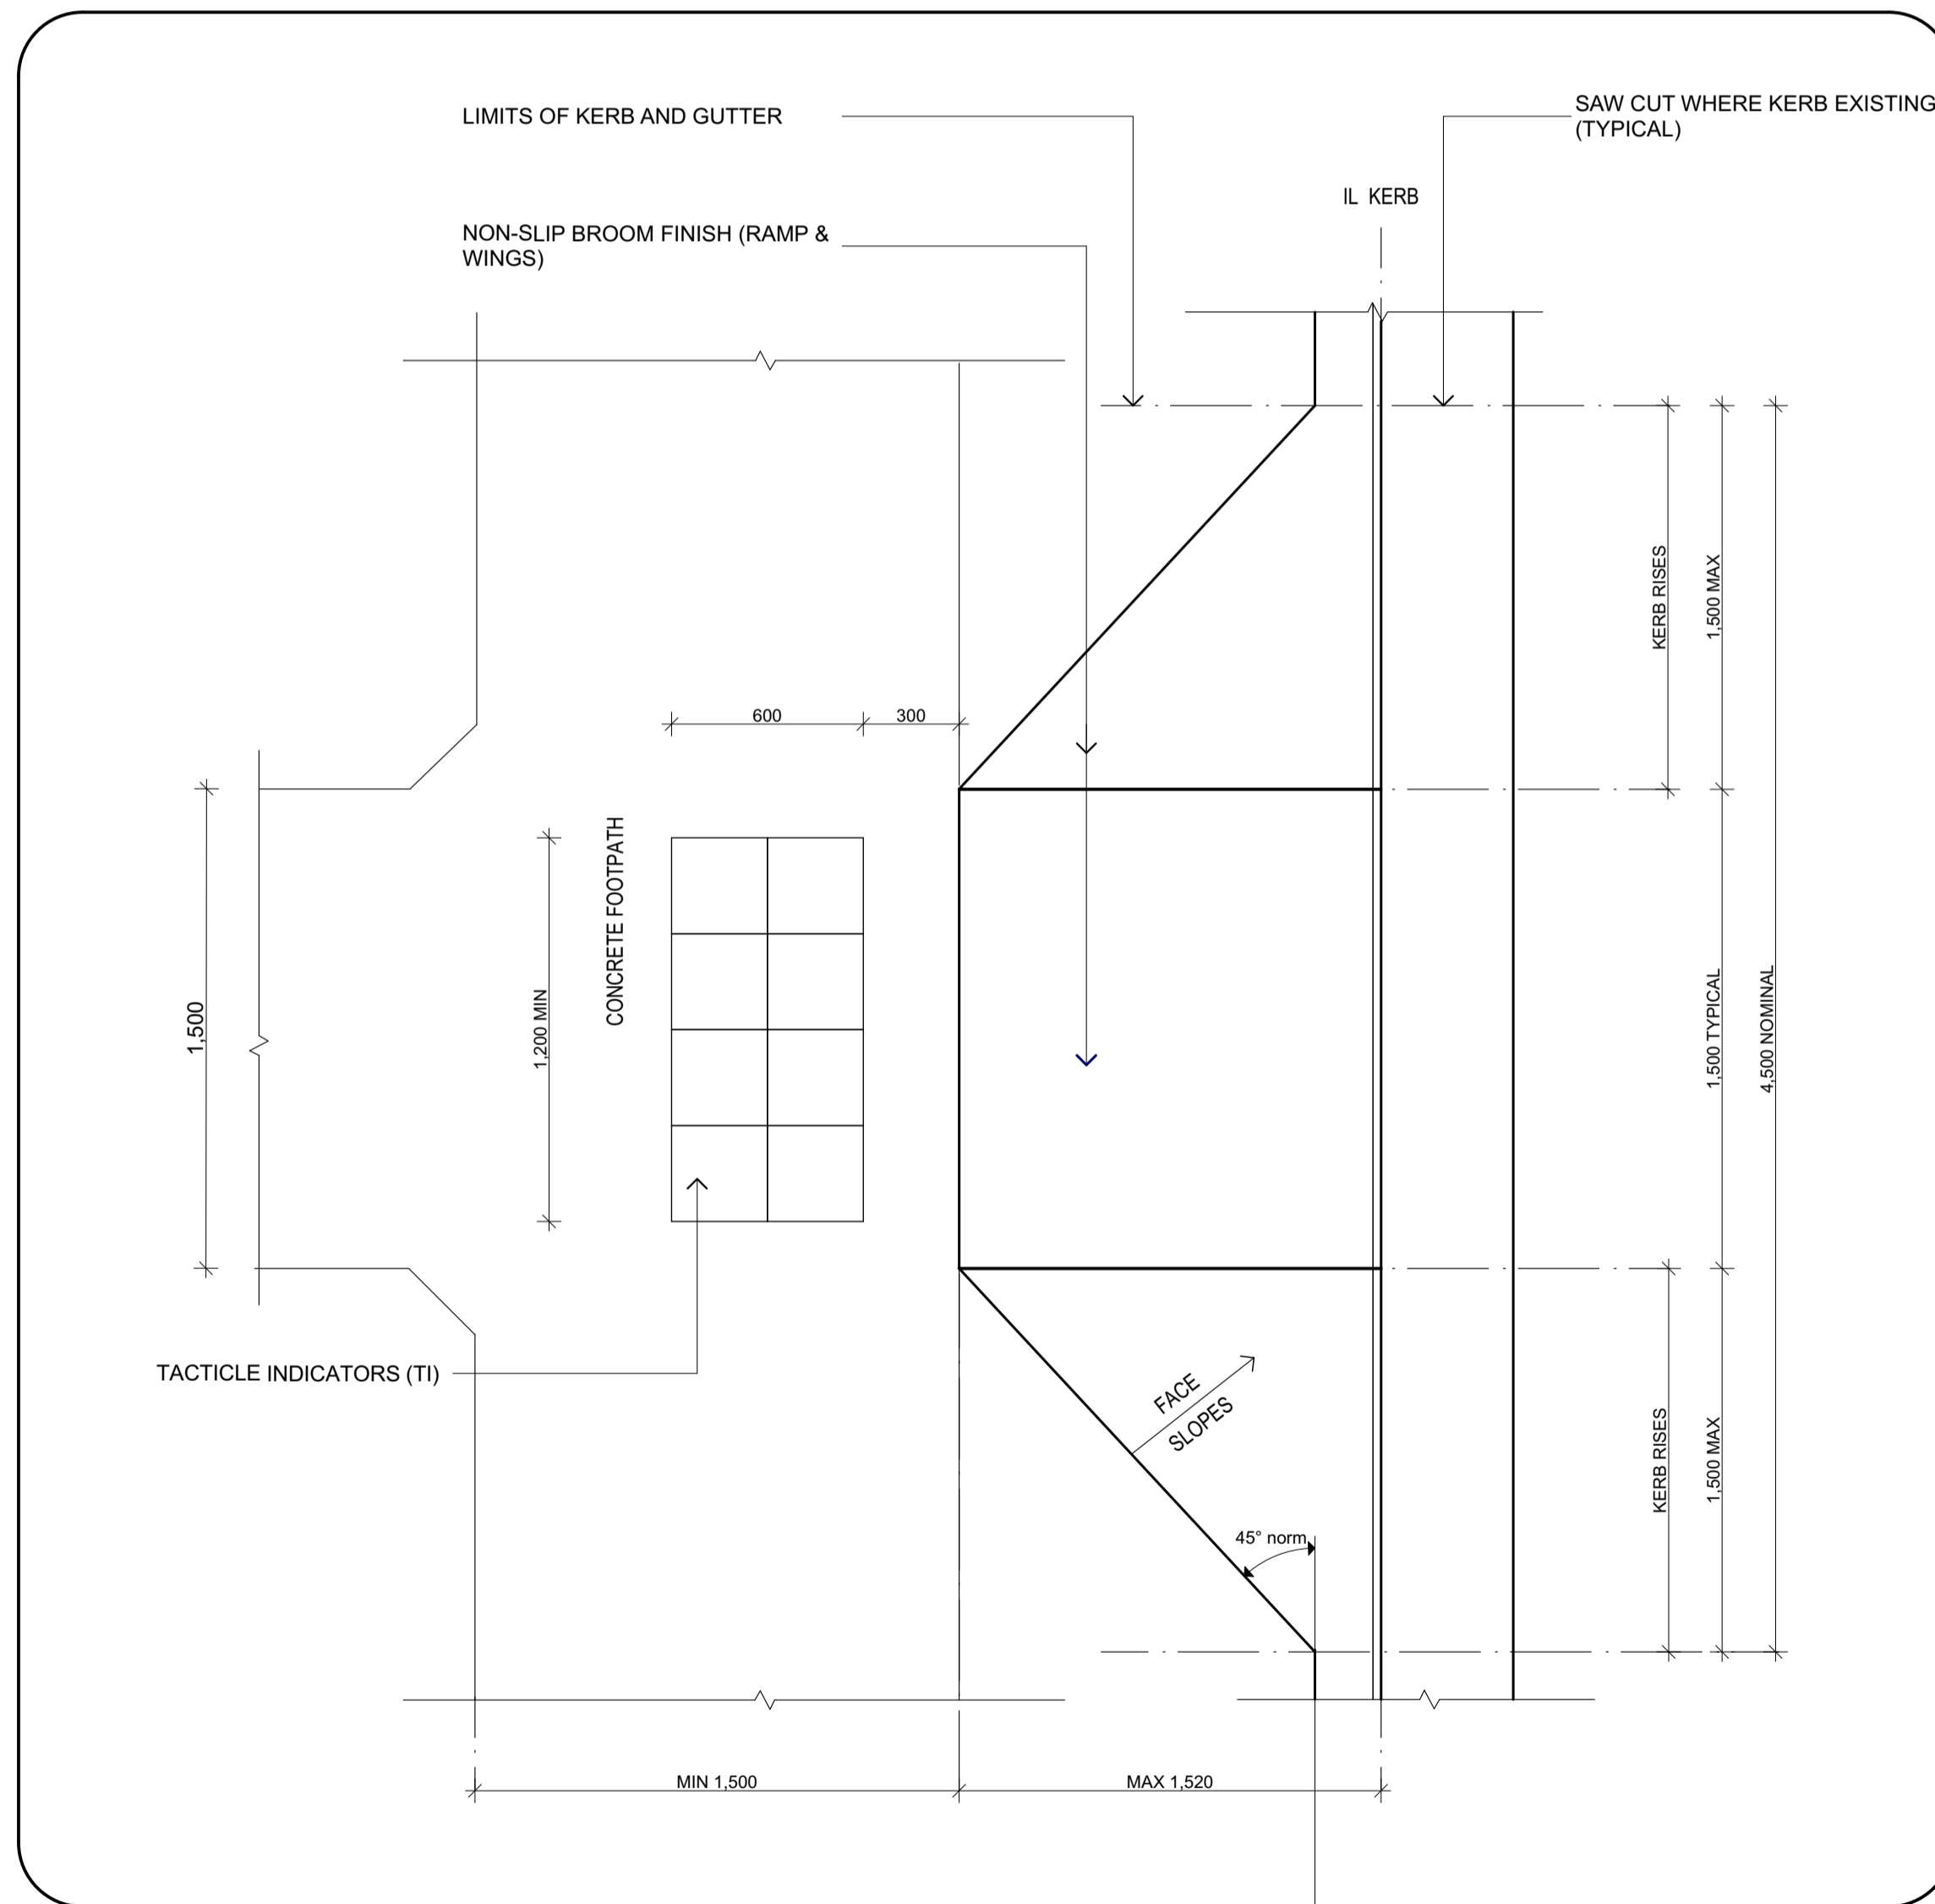 LIMITS OF KERB AND GUTTER
SAW CUT WHERE KERB EXISTING
(TYPICAL)
IL KERB
NON-SLIP BROOM FINISH (RAMP &
WINGS)
KERB RISES
1,500 MAX
600
300
CONCRETE FOOTPATH
1,500
1,200 MIN
1,500 TYPICAL
4,500 NOMINAL
TACTICLE INDICATORS (TI)
FACE
SLOPES
KERB RISES
1,500 MAX
45° norm
MIN 1,500
MAX 1,520